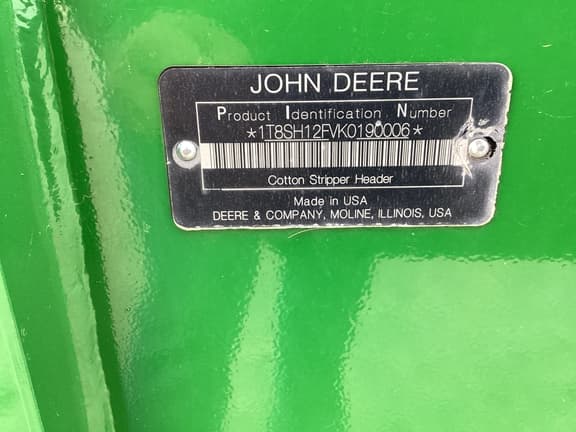 JOHN DEERE
Product Identification Number
*1T8SH12FVK0190006*
Cotton Stripper Header
Made in USA
DEERE & COMPANY, MOLINE, ILLINOIS, USA